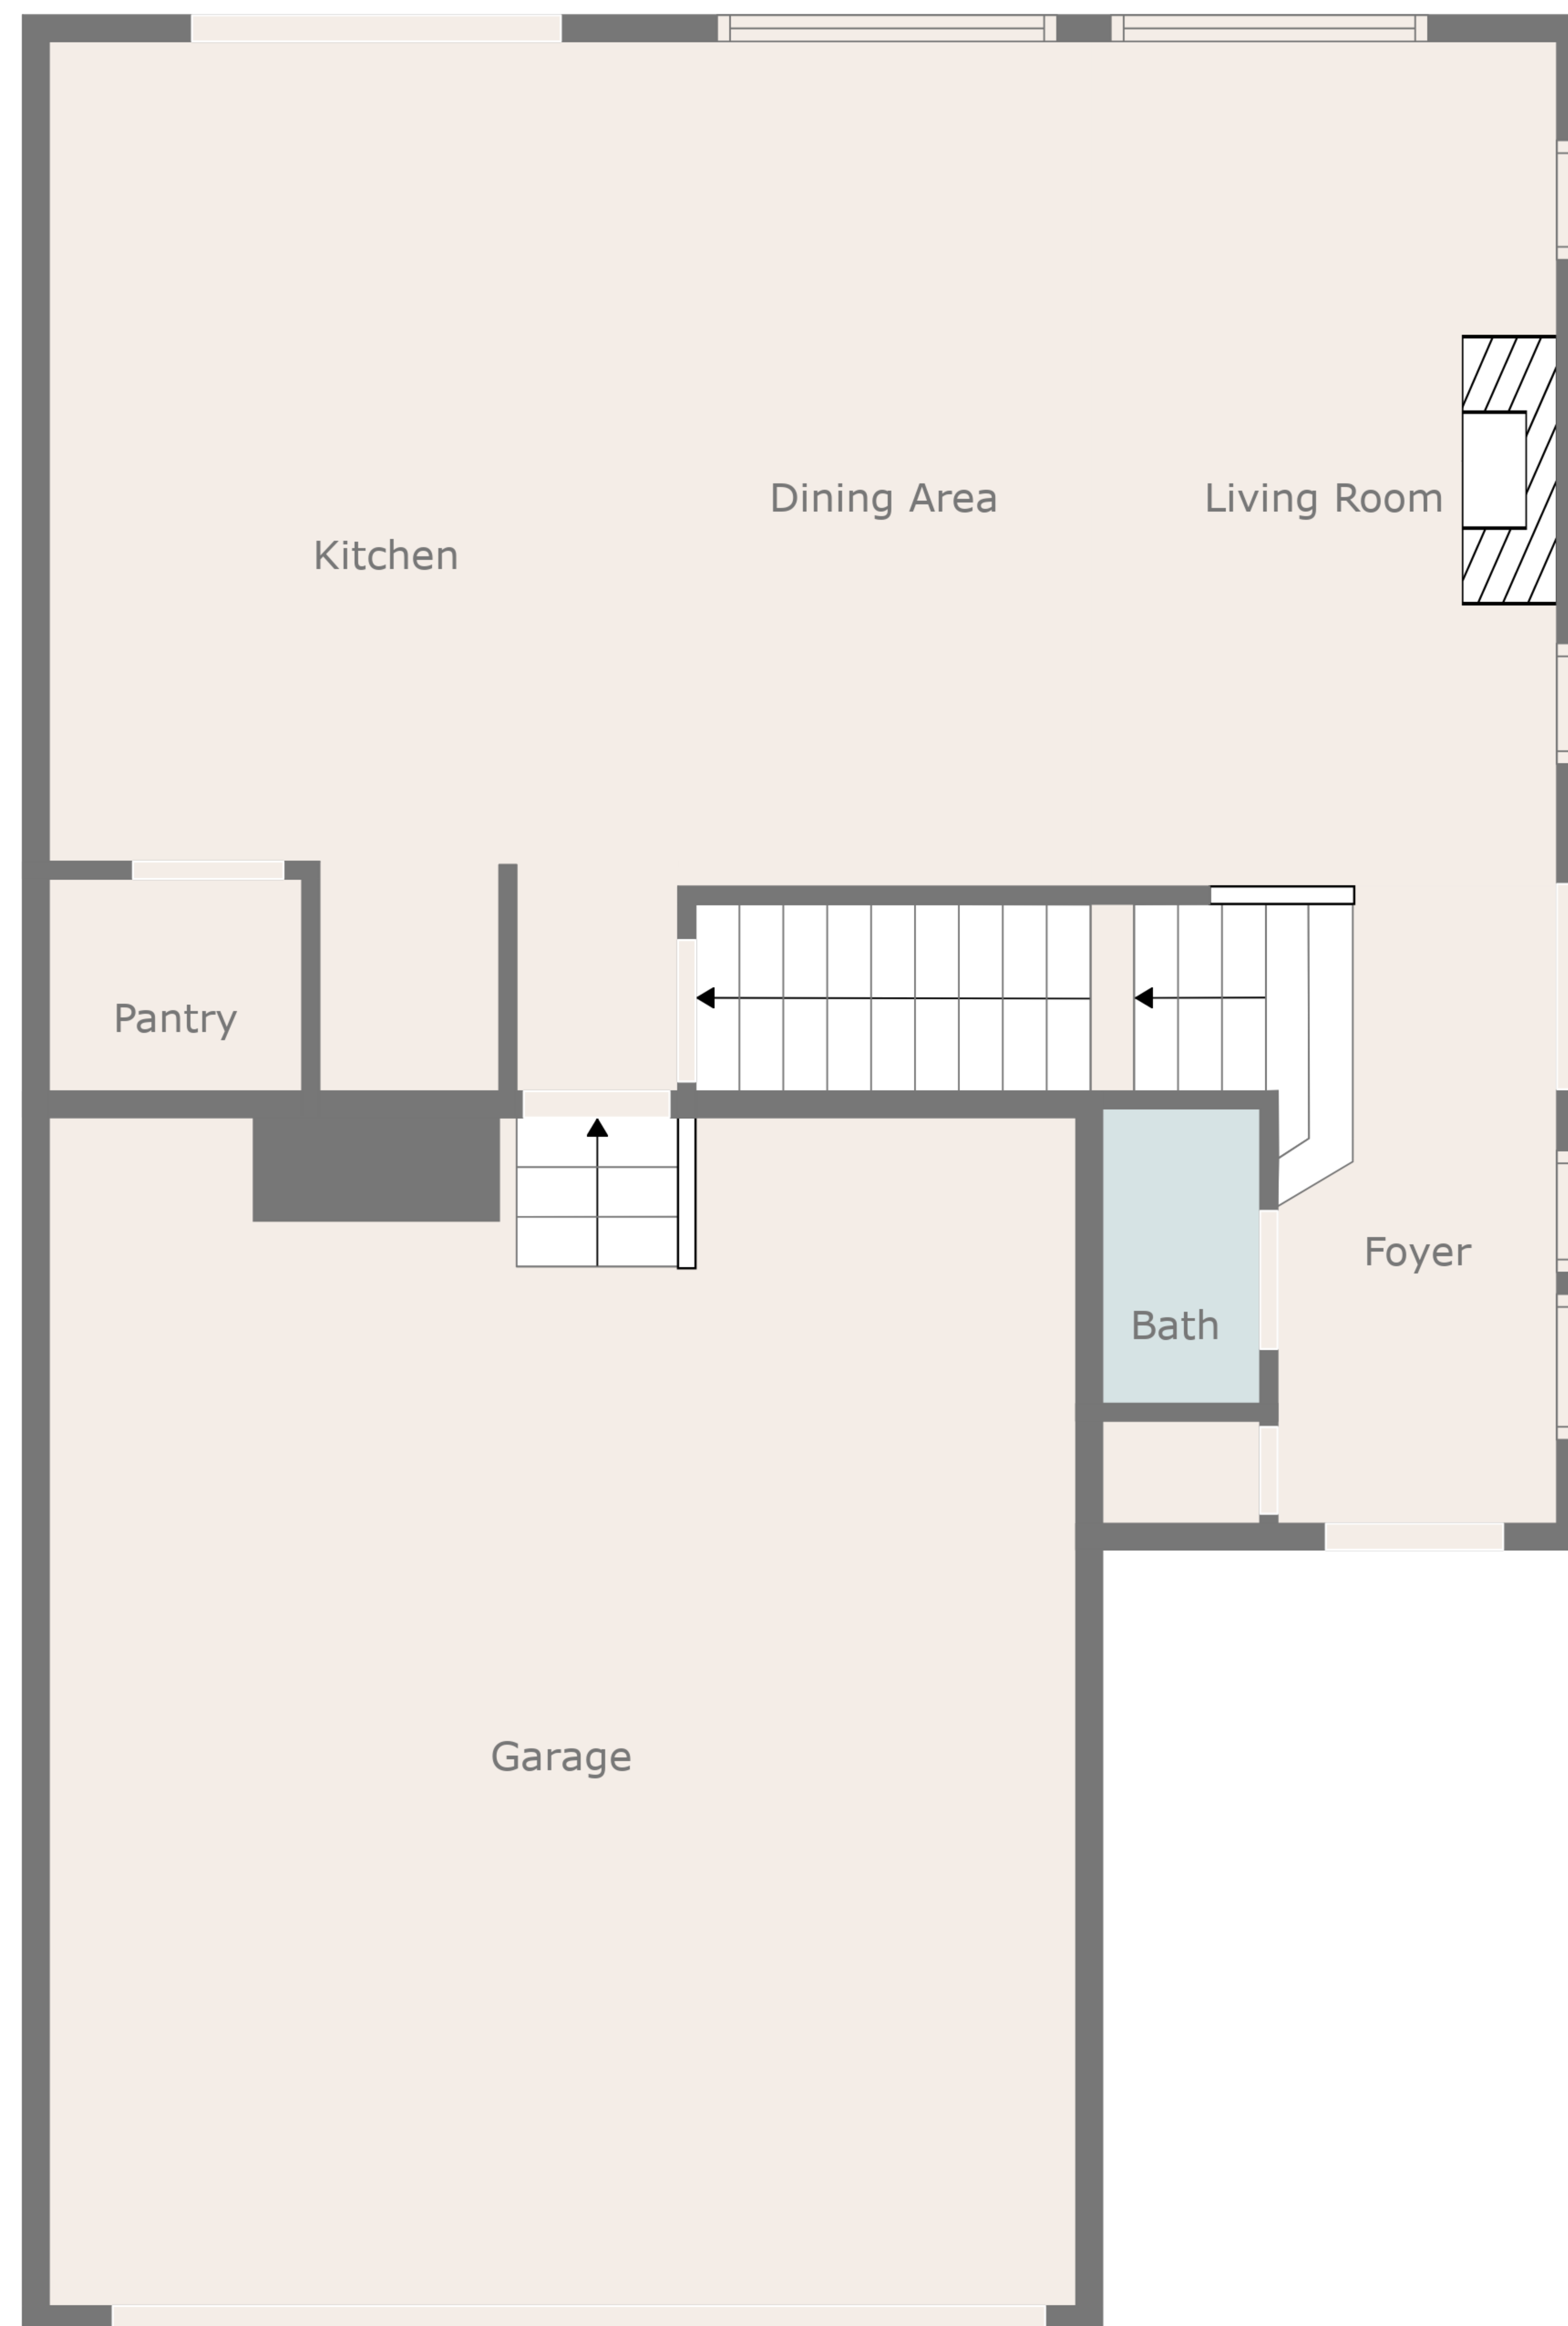 Dining Area
Living Room
Kitchen
Pantry
Foyer
Bath
Garage